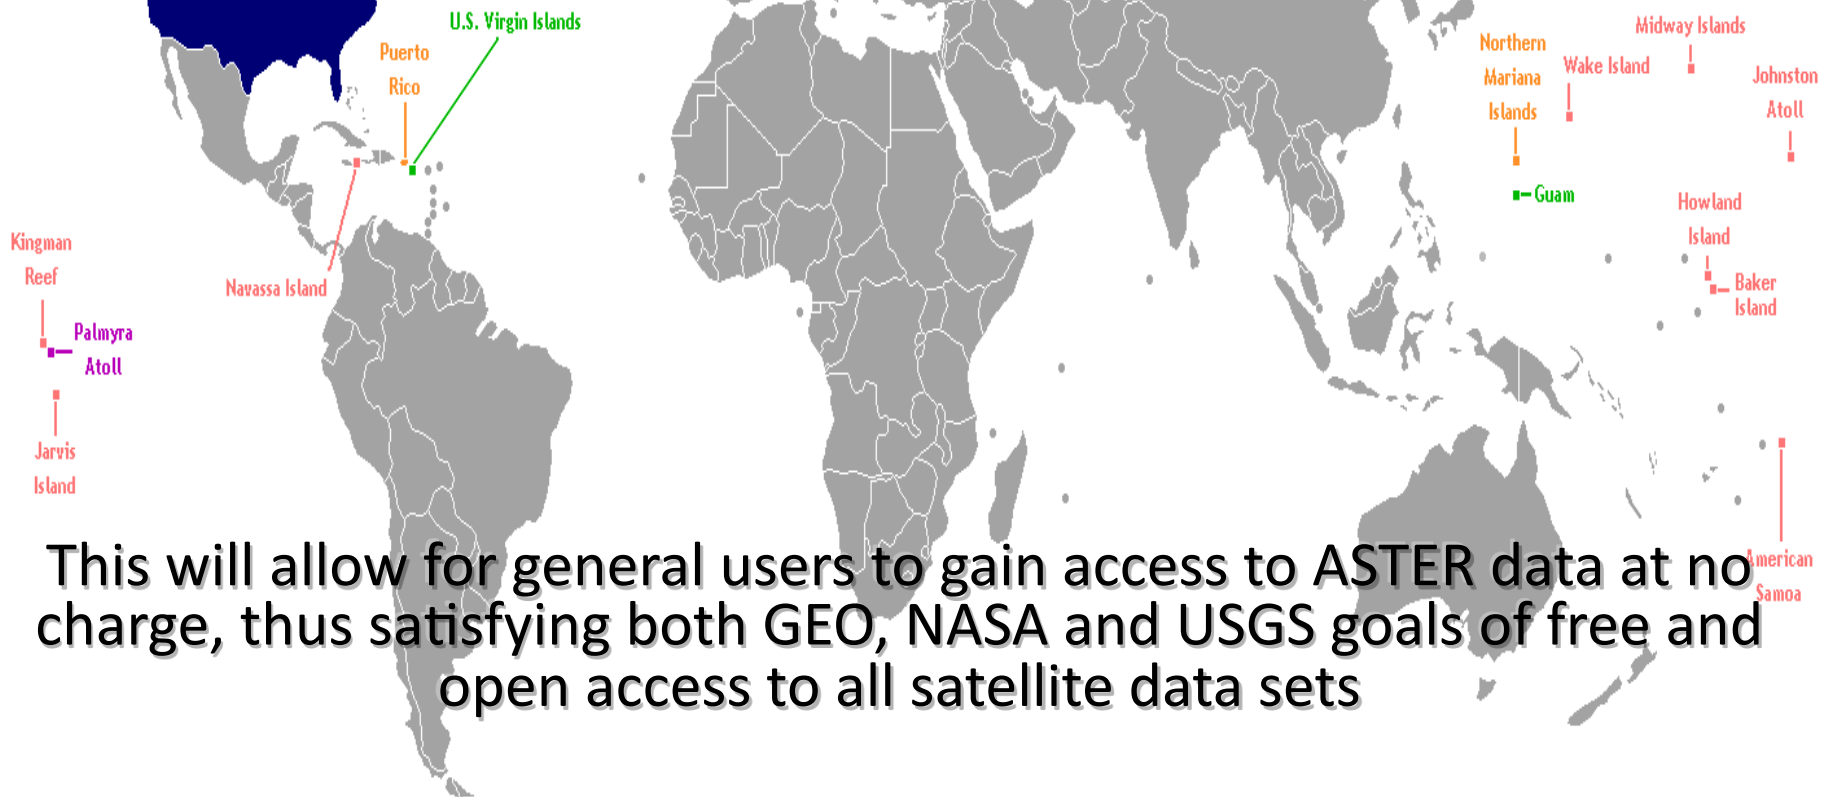 U.S. Virgin Islands
Puerto
Rico
Navassa Island
Kingman
Reef
Palmyra
Atoll
Jarvis
Island
Northern
Mariana
Islands
Guam
Wake Island
Midway Islands
Johnston
Atoll
Howland
Island
Baker
Island
American
Samoa
This will allow for general users to gain access to ASTER data at no
charge, thus satisfying both GEO, NASA and USGS goals of free and
open access to all satellite data sets